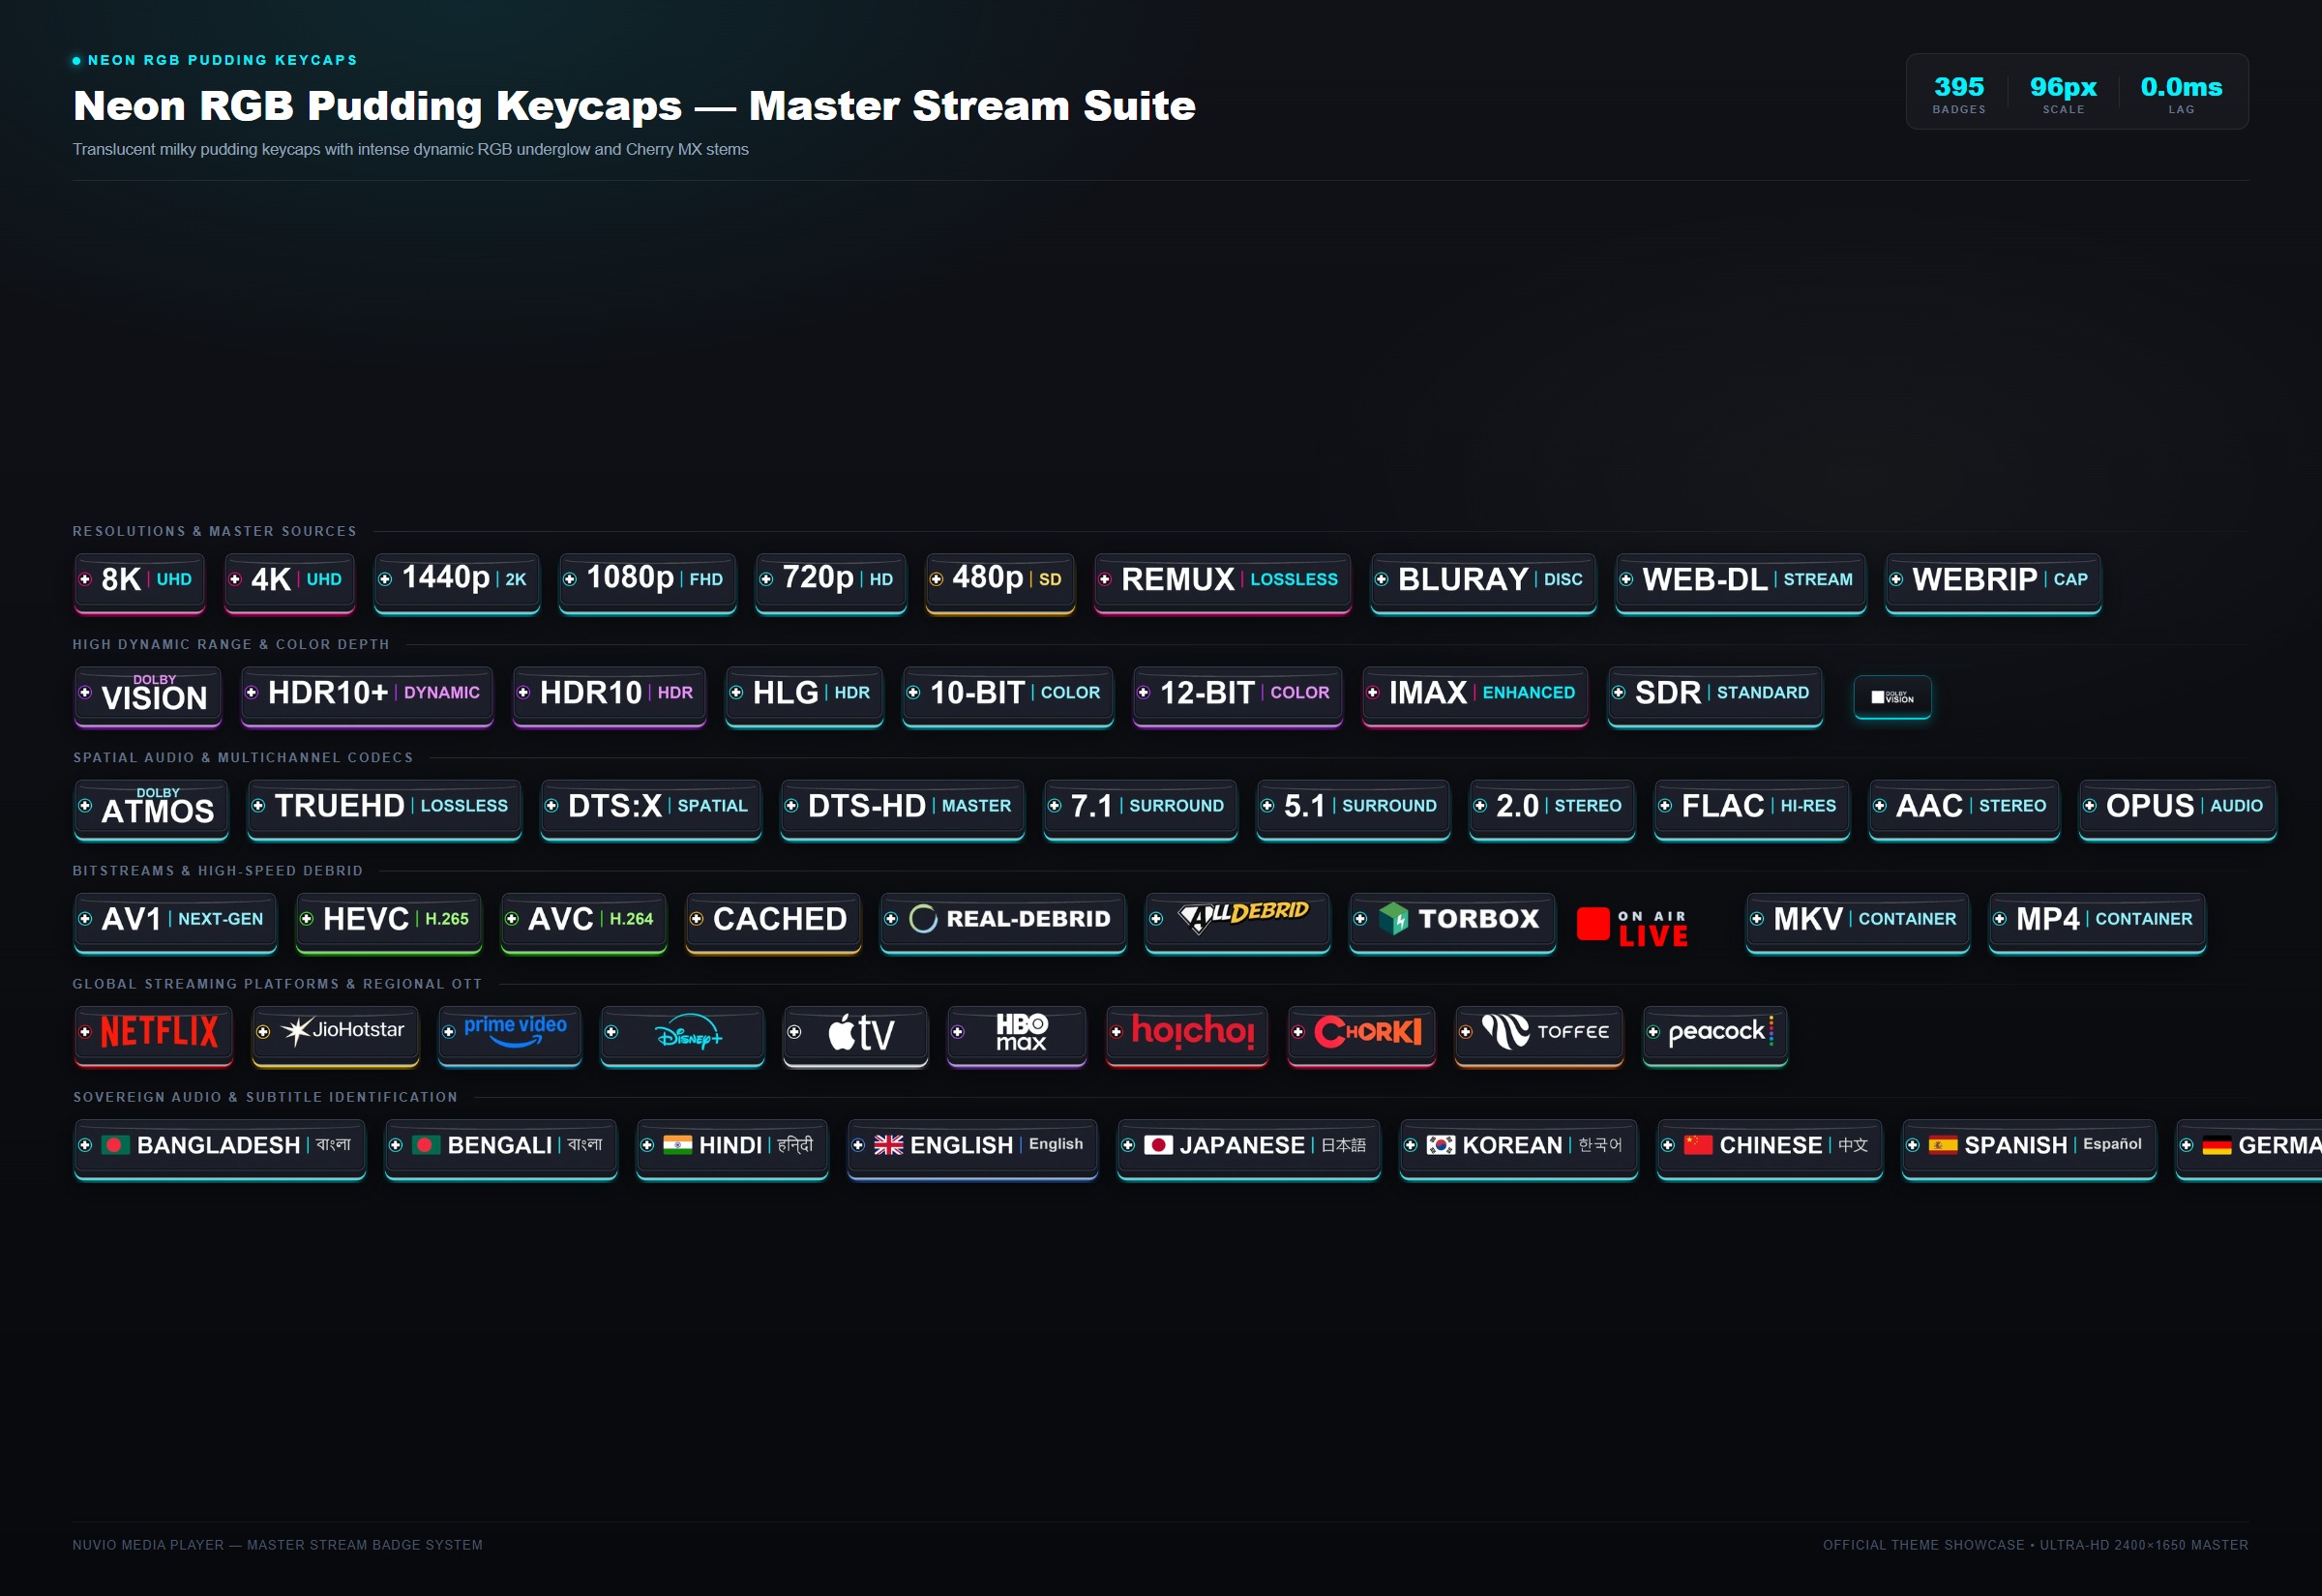 NEON RGB PUDDING KEYCAPS
Neon RGB Pudding Keycaps — Master Stream Suite
Translucent milky pudding keycaps with intense dynamic RGB underglow and Cherry MX stems
395 96px 0.0ms
BADGES SCALE LAG
RESOLUTIONS & MASTER SOURCES
8K | UHD 4K | UHD 1440p | 2K 1080p | FHD 720p | HD 480p | SD REMUX | LOSSLESS BLURAY | DISC WEB-DL | STREAM WEBRIP | CAP
HIGH DYNAMIC RANGE & COLOR DEPTH
DOLBY VISION HDR10+ | DYNAMIC HDR10 | HDR HLG | HDR 10-BIT | COLOR 12-BIT | COLOR IMAX | ENHANCED SDR | STANDARD DOLBY VISION
SPATIAL AUDIO & MULTICHANNEL CODECS
DOLBY ATMOS TRUEHD | LOSSLESS DTS:X | SPATIAL DTS-HD | MASTER 7.1 | SURROUND 5.1 | SURROUND 2.0 | STEREO FLAC | HI-RES AAC | STEREO OPUS | AUDIO
BITSTREAMS & HIGH-SPEED DEBRID
AV1 | NEXT-GEN HEVC | H.265 AVC | H.264 CACHED REAL-DEBRID ALLDEBRID TORBOX ON AIR LIVE MKV | CONTAINER MP4 | CONTAINER
GLOBAL STREAMING PLATFORMS & REGIONAL OTT
NETFLIX JioHotstar prime video Disney+ tv HBO max hoichoi CHORKI TOFFEE peacock
SOVEREIGN AUDIO & SUBTITLE IDENTIFICATION
BANGLADESH | বাংলা BENGALI | বাংলা HINDI | हिन्दी ENGLISH | English JAPANESE | 日本語 KOREAN | 한국어 CHINESE | 中文 SPANISH | Español GERMA
NUVIO MEDIA PLAYER — MASTER STREAM BADGE SYSTEM
OFFICIAL THEME SHOWCASE • ULTRA-HD 2400×1650 MASTER